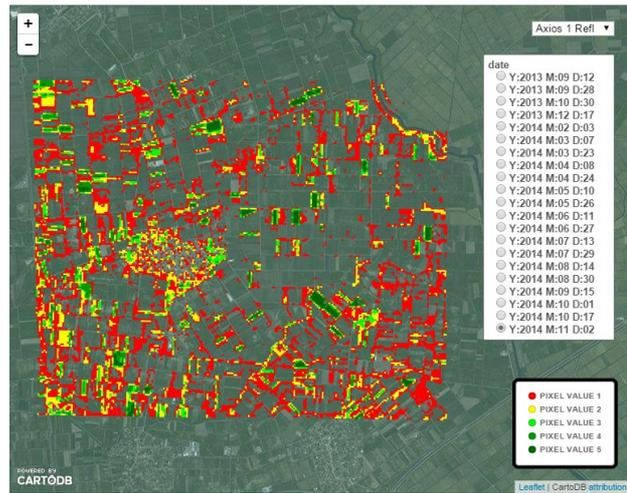 +
−
Axios 1 Refl
date
Y:2013 M:09 D:12
Y:2013 M:09 D:28
Y:2013 M:10 D:30
Y:2013 M:12 D:17
Y:2014 M:02 D:03
Y:2014 M:03 D:07
Y:2014 M:03 D:23
Y:2014 M:04 D:08
Y:2014 M:04 D:24
Y:2014 M:05 D:10
Y:2014 M:05 D:26
Y:2014 M:06 D:11
Y:2014 M:06 D:27
Y:2014 M:07 D:13
Y:2014 M:07 D:29
Y:2014 M:08 D:14
Y:2014 M:08 D:30
Y:2014 M:09 D:15
Y:2014 M:10 D:01
Y:2014 M:10 D:17
Y:2014 M:11 D:02
PIXEL VALUE 1
PIXEL VALUE 2
PIXEL VALUE 3
PIXEL VALUE 4
PIXEL VALUE 5
POWERED BY
CARTODB
Leaflet | CartoDB attribution